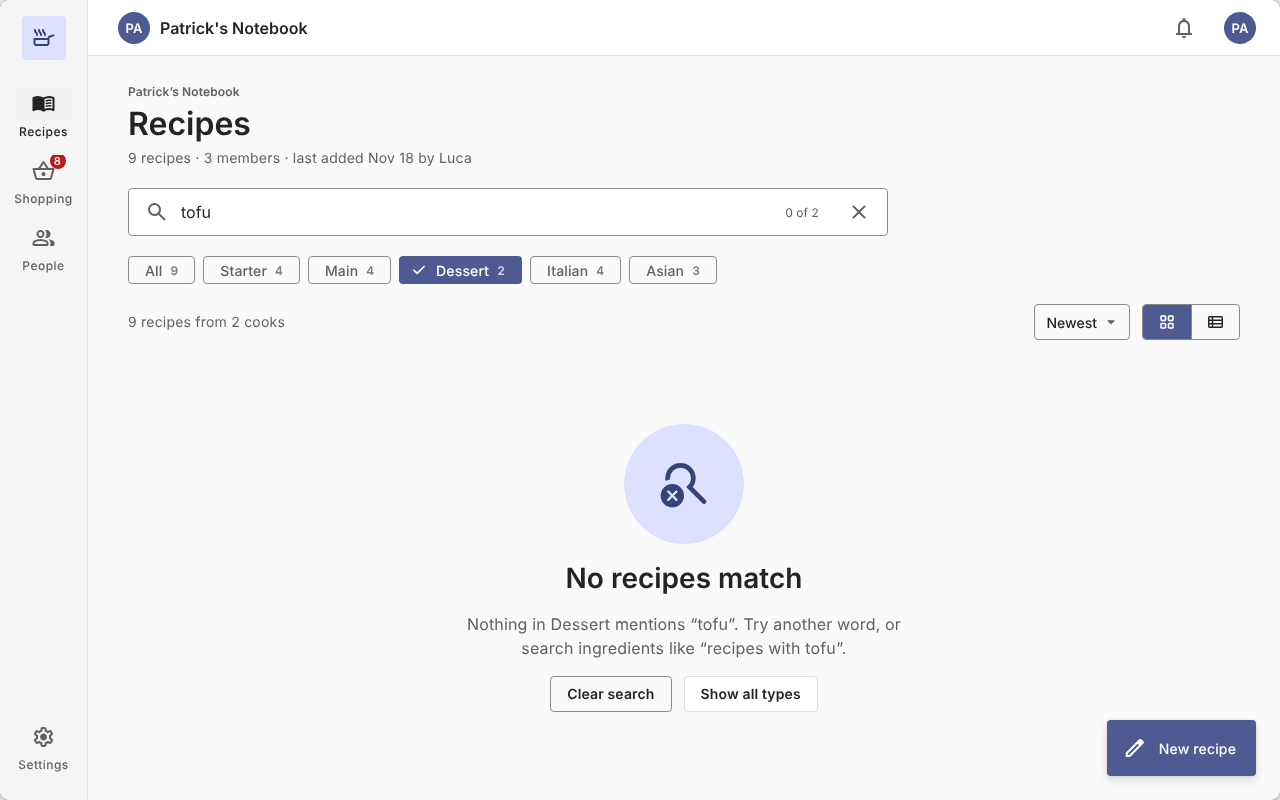 PA Patrick's Notebook PA
Recipes
8
Shopping
People
Settings
Patrick's Notebook
Recipes
9 recipes · 3 members · last added Nov 18 by Luca
tofu 0 of 2
All 9 Starter 4 Main 4 Dessert 2 Italian 4 Asian 3
9 recipes from 2 cooks Newest
No recipes match
Nothing in Dessert mentions “tofu”. Try another word, or
search ingredients like “recipes with tofu”.
Clear search Show all types
New recipe